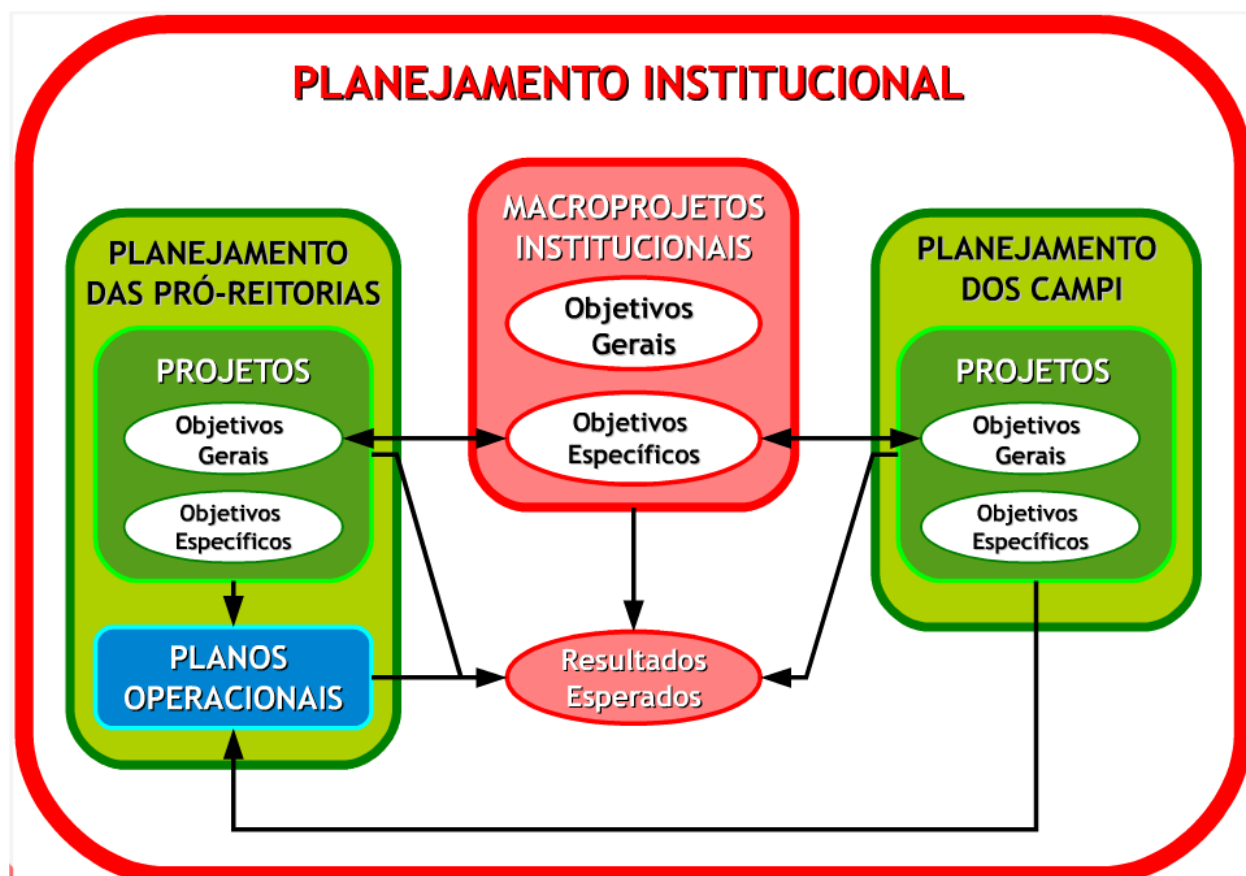 PLANEJAMENTO INSTITUCIONAL
PLANEJAMENTO
DAS PRÓ-REITORIAS
PROJETOS
Objetivos
Gerais
Objetivos
Específicos
PLANOS
OPERACIONAIS
MACROPROJETOS
INSTITUCIONAIS
Objetivos
Gerais
Objetivos
Específicos
Resultados
Esperados
PLANEJAMENTO
DOS CAMPI
PROJETOS
Objetivos
Gerais
Objetivos
Específicos